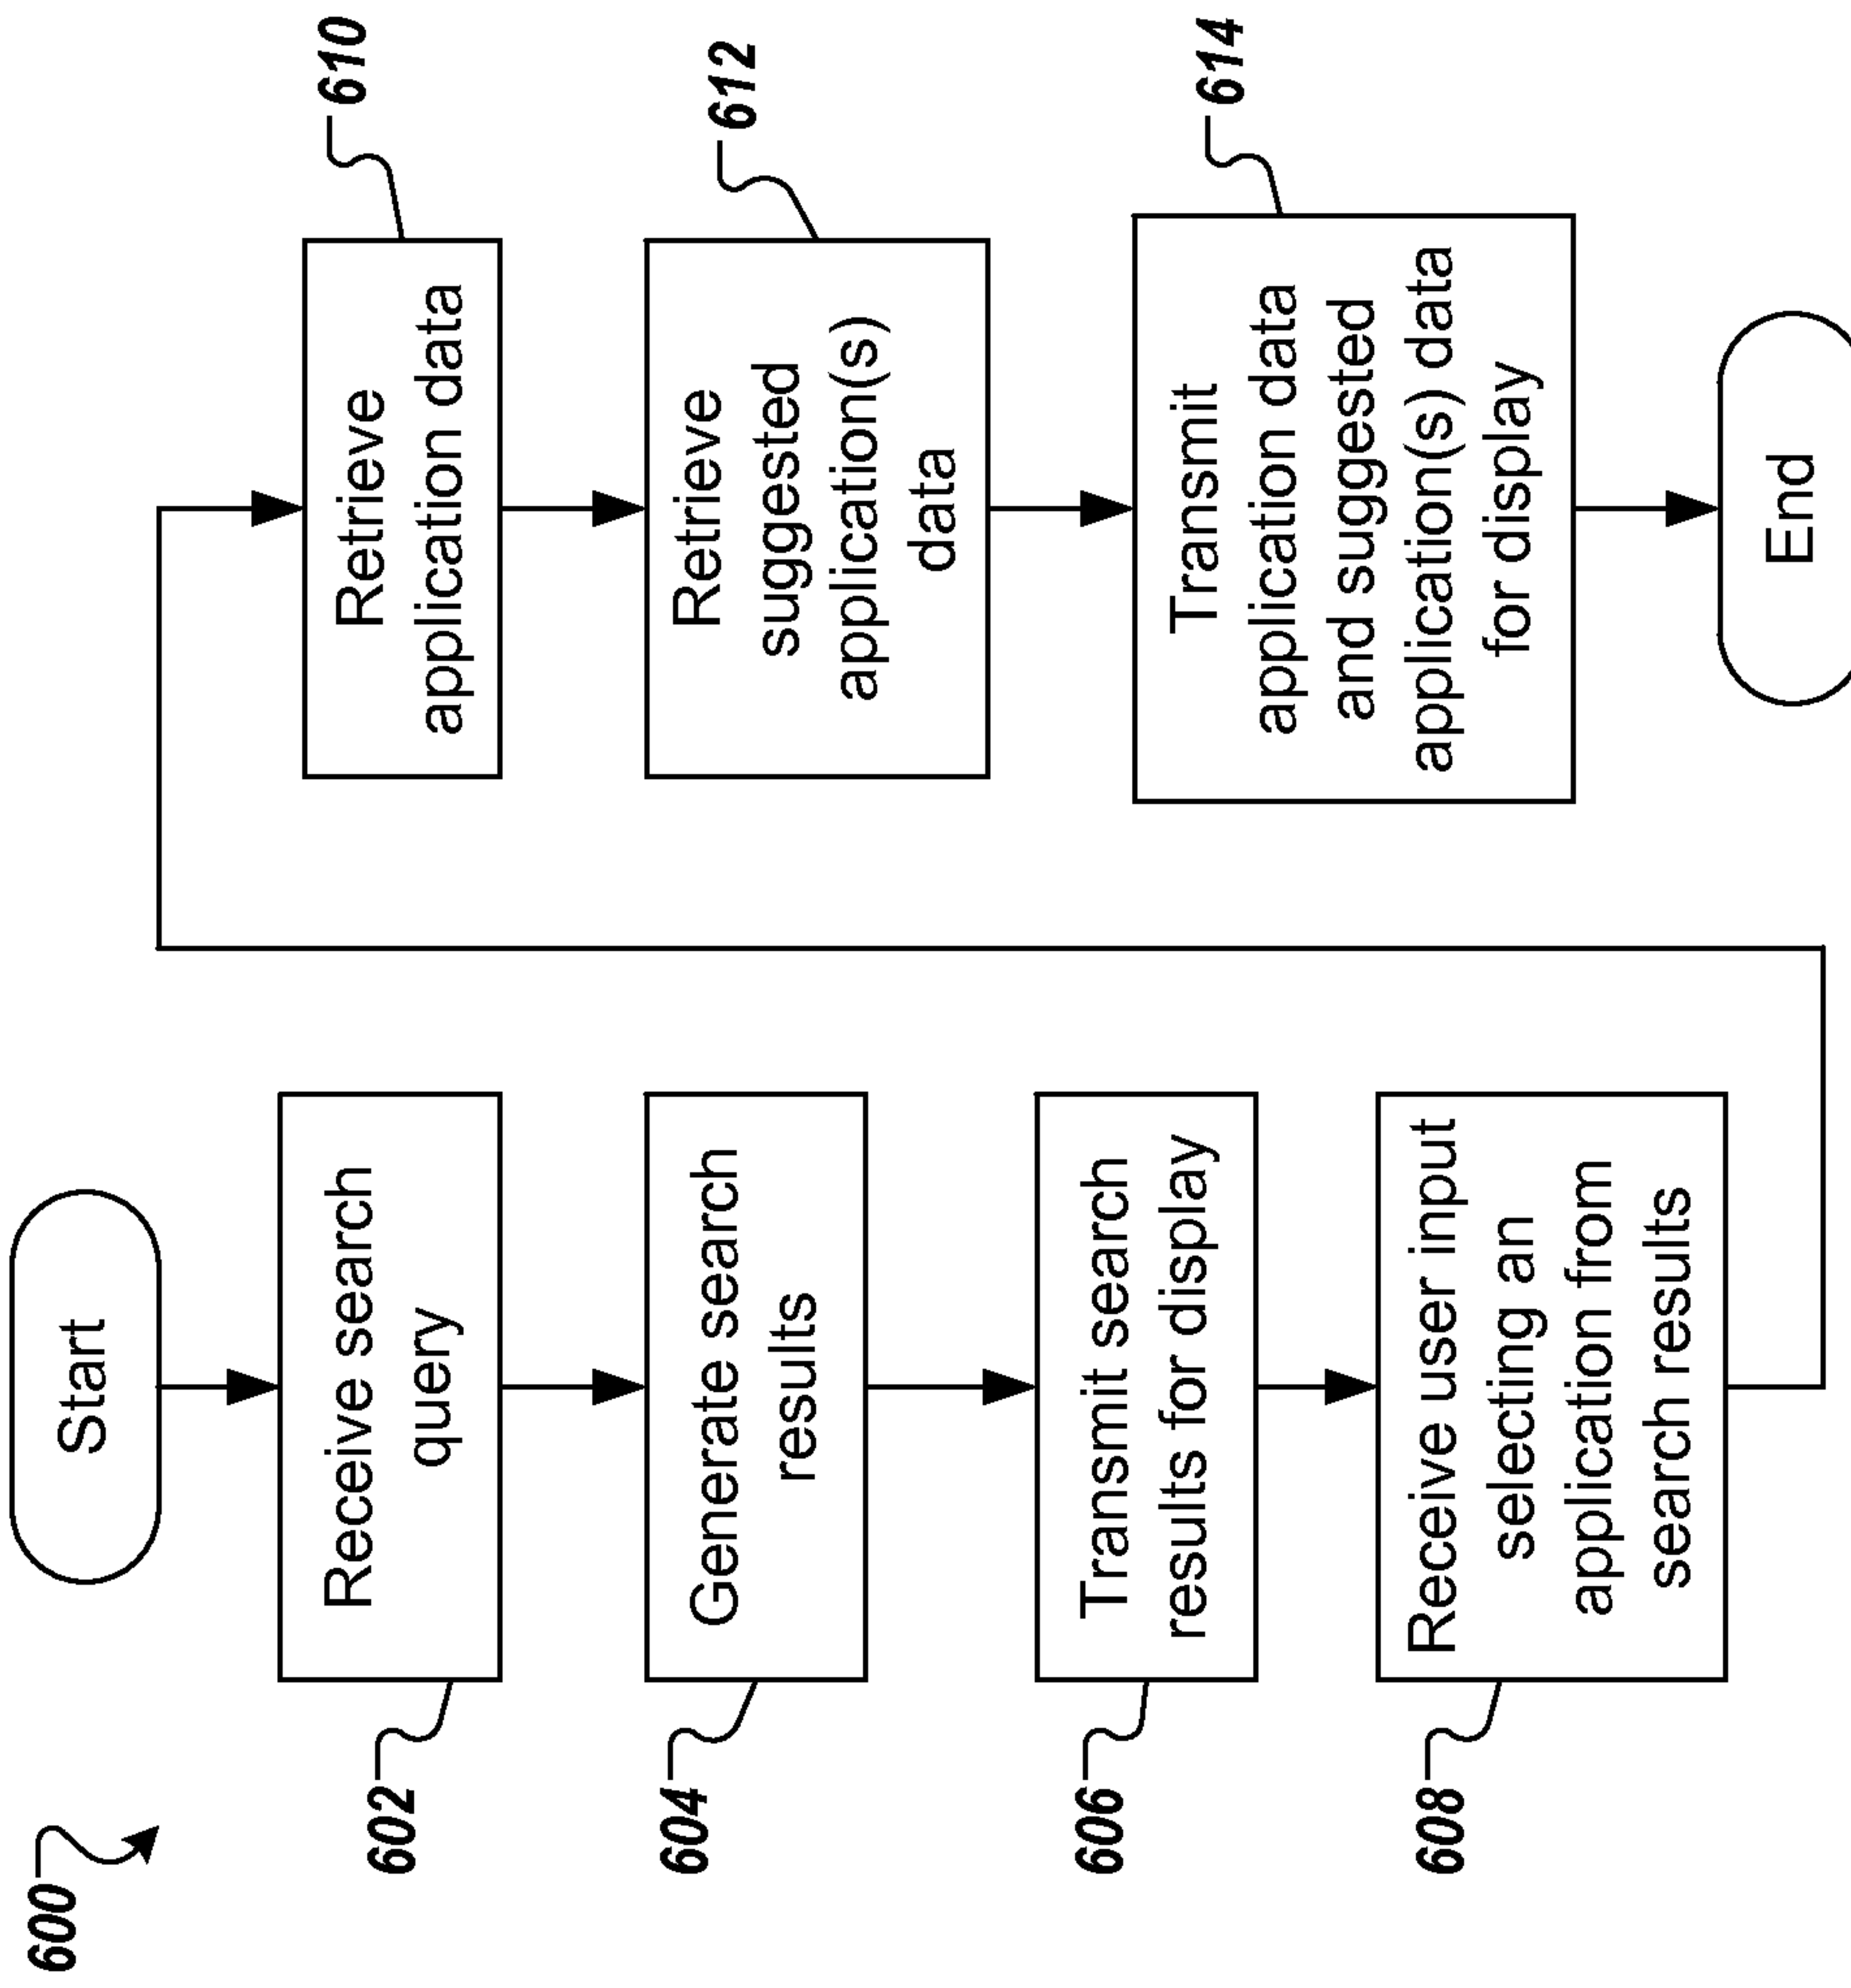 600
Start
602
Receive search
query
604
Generate search
results
606
Transmit search
results for display
608
Receive user input
selecting an
application from
search results
610
Retrieve
application data
612
Retrieve
suggested
application(s)
data
614
Transmit
application data
and suggested
application(s) data
for display
End